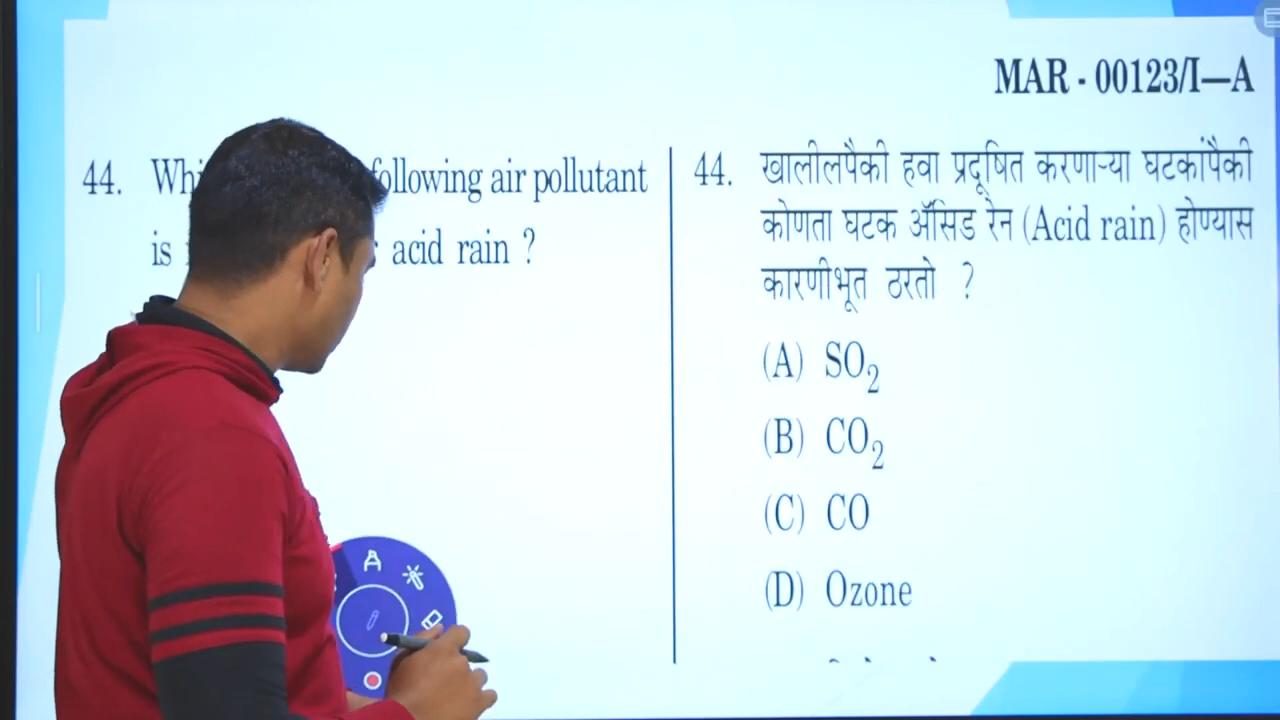 MAR - 00123/I—A
44. following air pollutant
is acid rain ?
44. खालीलपैकी हवा प्रदूषित करणाऱ्या घटकांपैकी
कोणता घटक ॲसिड रेन (Acid rain) होण्यास
कारणीभूत ठरतो ?
(A) SO₂
(B) CO₂
(C) CO
(D) Ozone